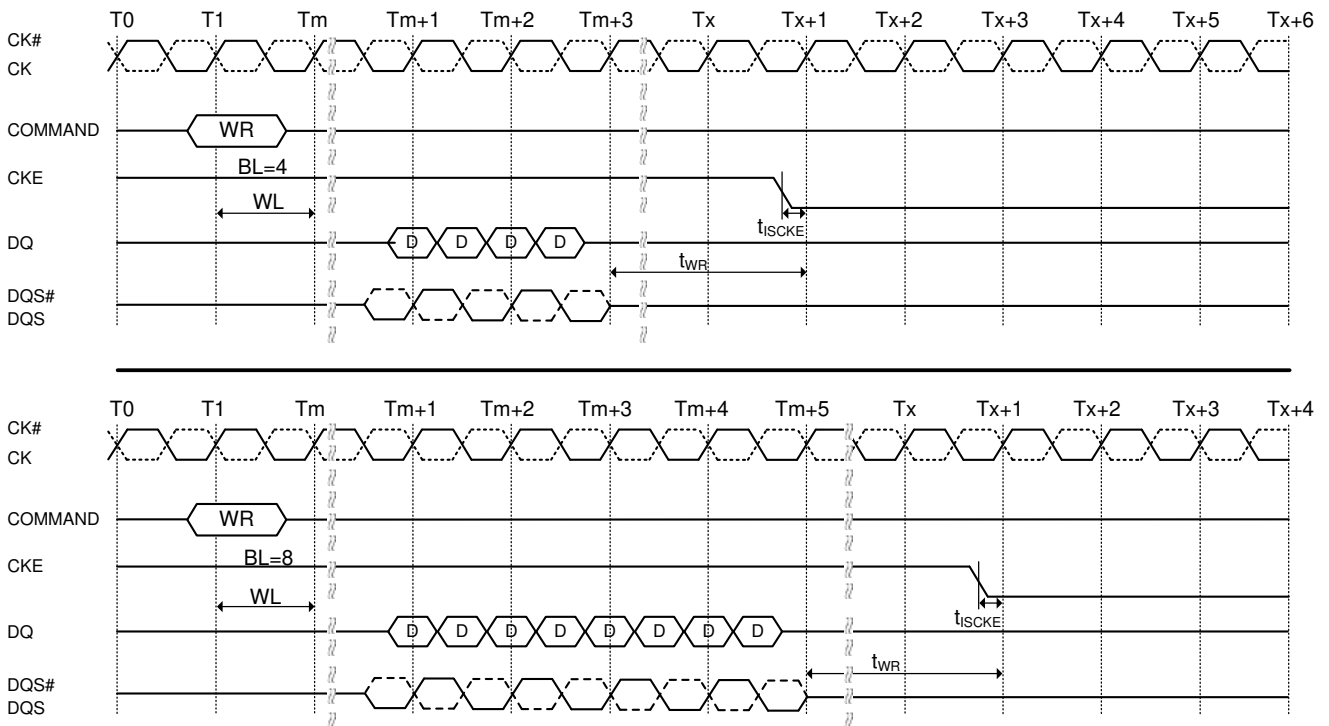 T0 T1 Tm Tm+1 Tm+2 Tm+3 Tx Tx+1 Tx+2 Tx+3 Tx+4 Tx+5 Tx+6
CK#
CK
COMMAND WR
BL=4
CKE
WL
tISCKE
DQ D D D D
tWR
DQS#
DQS
T0 T1 Tm Tm+1 Tm+2 Tm+3 Tm+4 Tm+5 Tx Tx+1 Tx+2 Tx+3 Tx+4
CK#
CK
COMMAND WR
BL=8
CKE
WL
tISCKE
DQ D D D D D D D D
tWR
DQS#
DQS